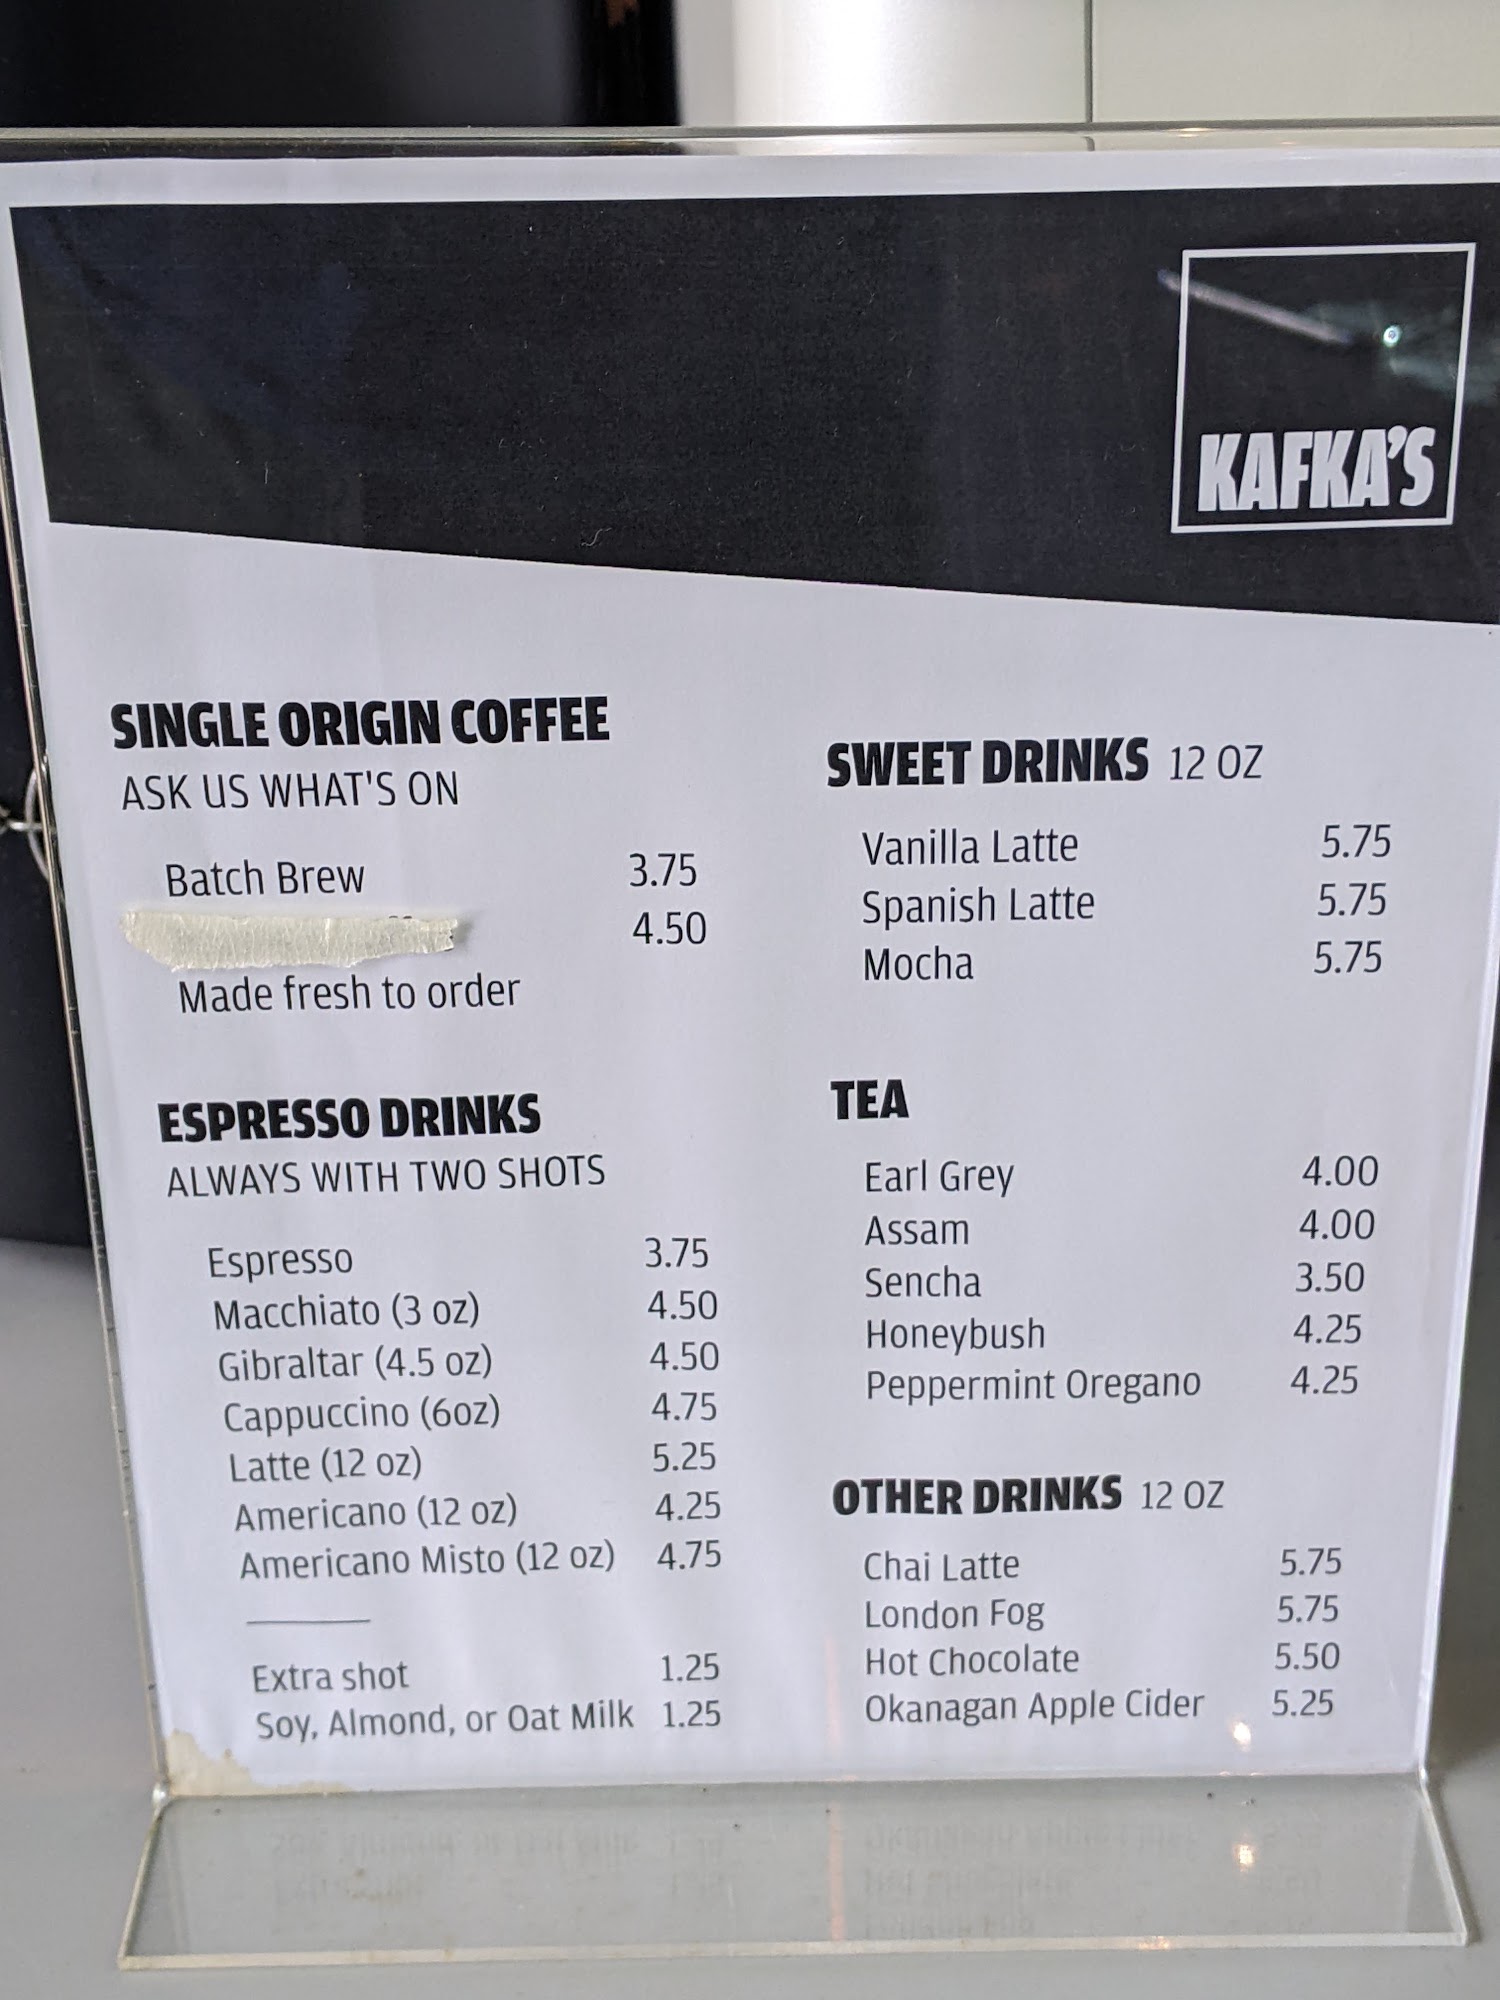 KAFKA'S
SINGLE ORIGIN COFFEE
ASK US WHAT'S ON
Batch Brew 3.75
4.50
Made fresh to order
ESPRESSO DRINKS
ALWAYS WITH TWO SHOTS
Espresso 3.75
Macchiato (3 oz) 4.50
Gibraltar (4.5 oz) 4.50
Cappuccino (6oz) 4.75
Latte (12 oz) 5.25
Americano (12 oz) 4.25
Americano Misto (12 oz) 4.75
Extra shot 1.25
Soy, Almond, or Oat Milk 1.25
SWEET DRINKS 12 OZ
Vanilla Latte 5.75
Spanish Latte 5.75
Mocha 5.75
TEA
Earl Grey 4.00
Assam 4.00
Sencha 3.50
Honeybush 4.25
Peppermint Oregano 4.25
OTHER DRINKS 12 OZ
Chai Latte 5.75
London Fog 5.75
Hot Chocolate 5.50
Okanagan Apple Cider 5.25